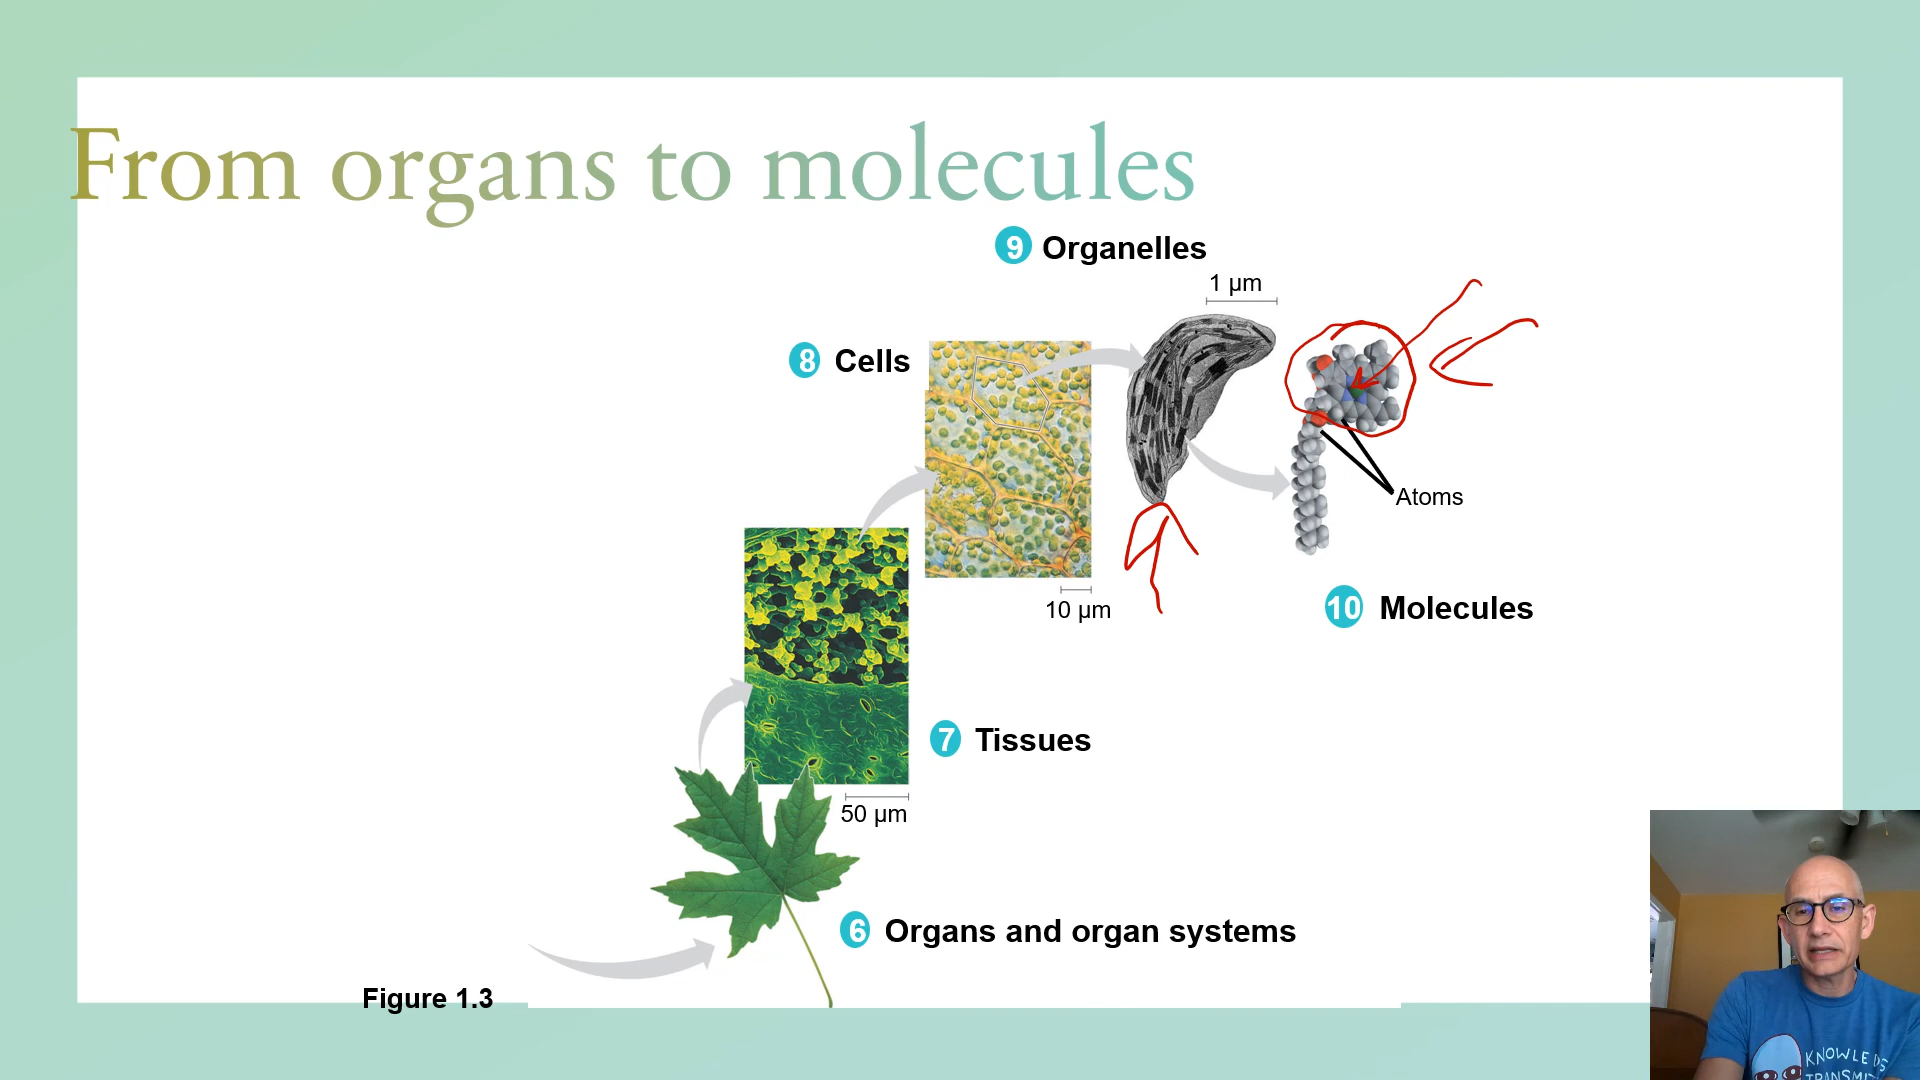 From organs to molecules
9 Organelles
1 µm
8 Cells
Atoms
10 µm
10 Molecules
7 Tissues
50 µm
6 Organs and organ systems
Figure 1.3
KNOWLEDG